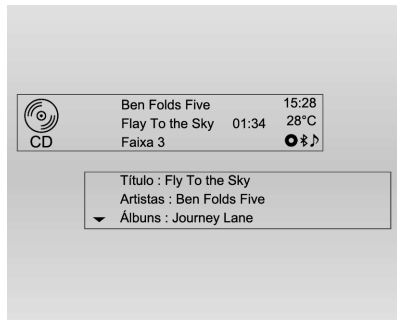 Ben Folds Five 15:28
Flay To the Sky 01:34 28°C
CD Faixa 3
Título : Fly To the Sky
Artistas : Ben Folds Five
Álbuns : Journey Lane